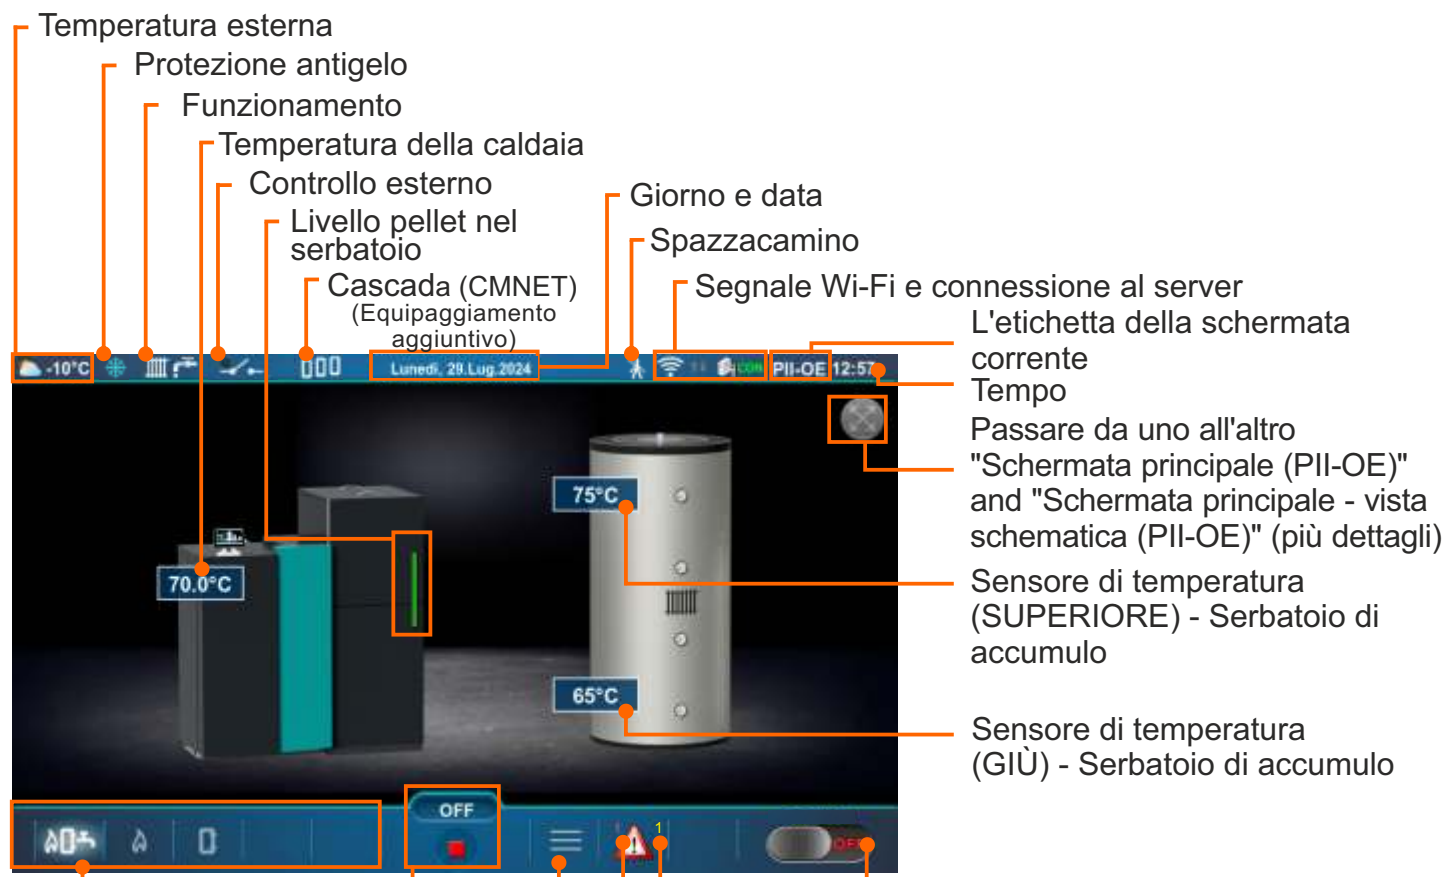 Temperatura esterna
Protezione antigelo
Funzionamento
Temperatura della caldaia
Controllo esterno
Livello pellet nel
serbatoio
Cascada (CMNET)
(Equipaggiamento
aggiuntivo)
Giorno e data
Spazzacamino
Segnale Wi-Fi e connessione al server
L'etichetta della schermata
corrente
Tempo
Passare da uno all'altro
"Schermata principale (PII-OE)"
and "Schermata principale - vista
schematica (PII-OE)" (più dettagli)
Sensore di temperatura
(SUPERIORE) - Serbatoio di
accumulo
Sensore di temperatura
(GIÙ) - Serbatoio di accumulo
-10°C
Lunedì, 29.Lug.2024
CON
PII-OE
12:57
75°C
70.0°C
65°C
OFF
1
OFF